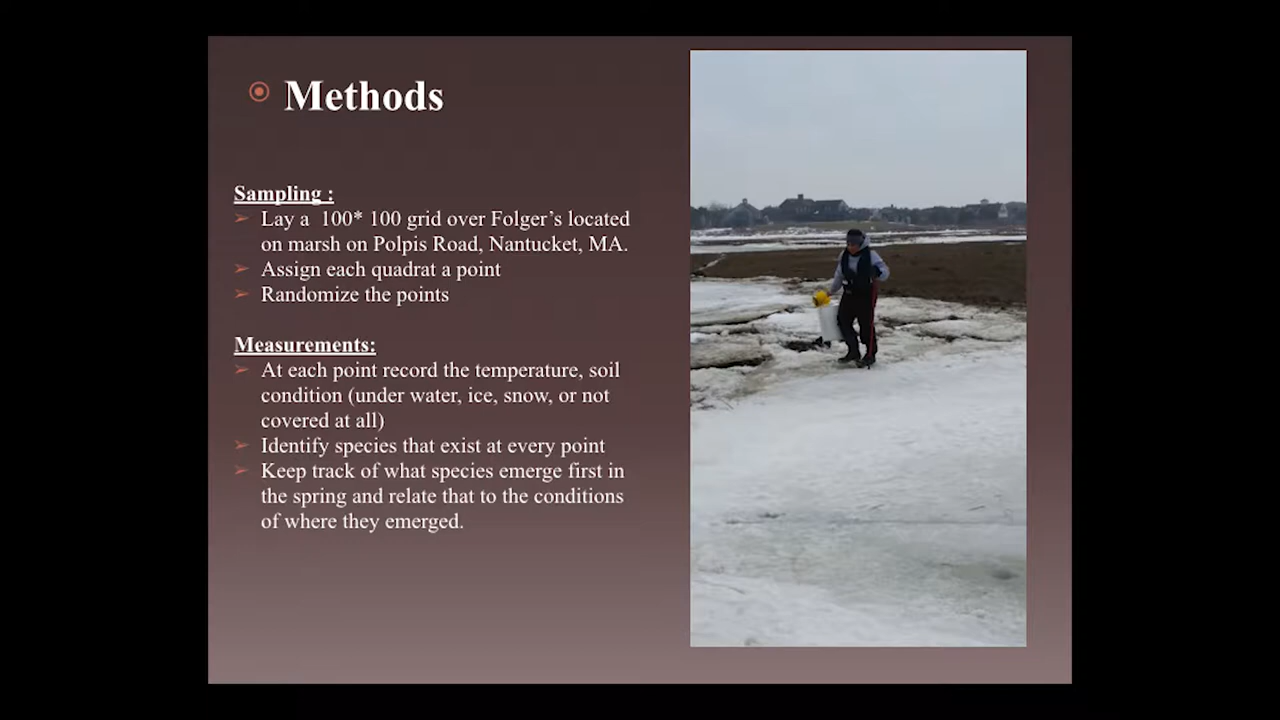 Methods
Sampling :
Lay a 100* 100 grid over Folger's located
on marsh on Polpis Road, Nantucket, MA.
Assign each quadrat a point
Randomize the points
Measurements:
At each point record the temperature, soil
condition (under water, ice, snow, or not
covered at all)
Identify species that exist at every point
Keep track of what species emerge first in
the spring and relate that to the conditions
of where they emerged.